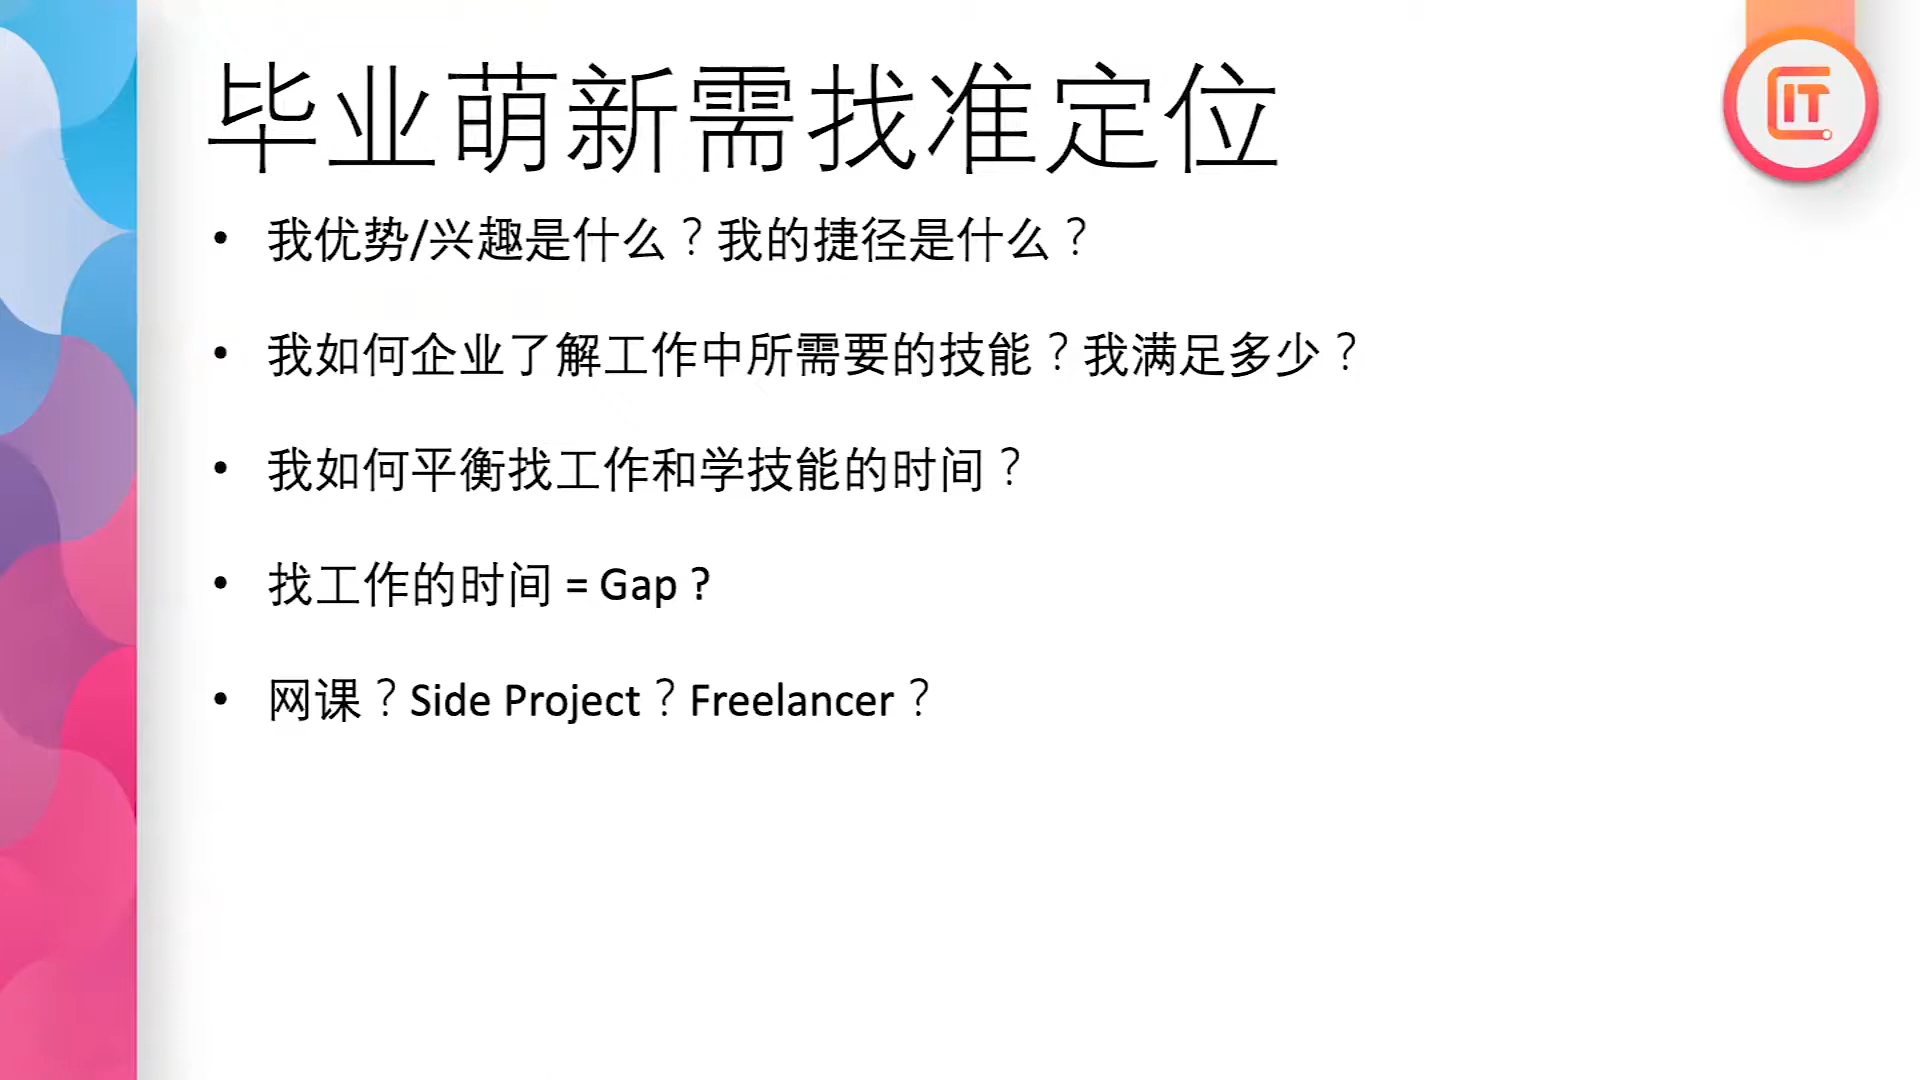 毕业萌新需找准定位
IT
• 我优势/兴趣是什么？我的捷径是什么？
• 我如何企业了解工作中所需要的技能？我满足多少？
• 我如何平衡找工作和学技能的时间？
• 找工作的时间 = Gap ?
• 网课？Side Project？Freelancer？